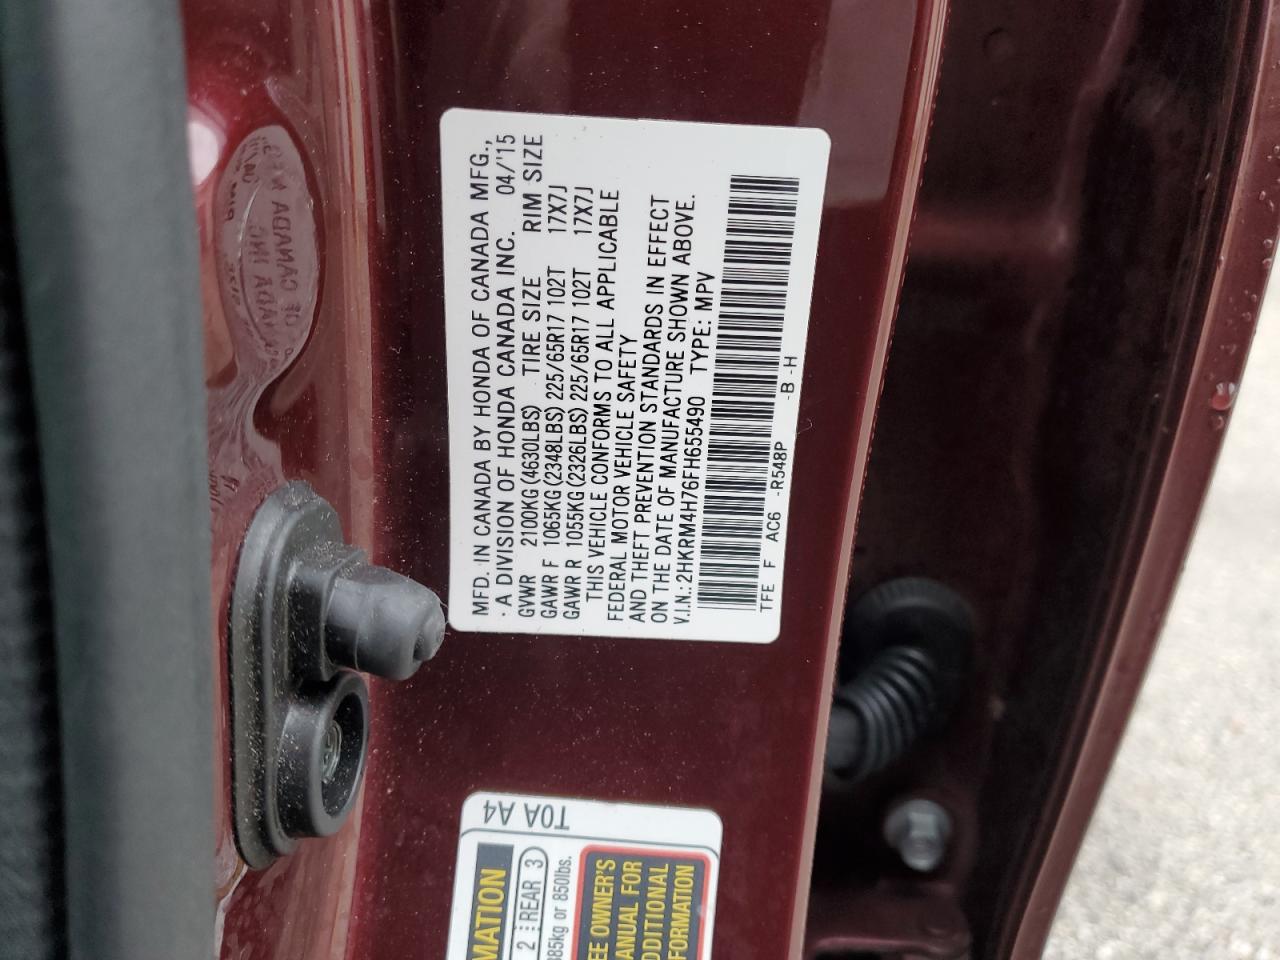 MFD. IN CANADA BY HONDA OF CANADA MFG.,
A DIVISION OF HONDA CANADA INC. 04/'15
GVWR 2100KG(4630LBS) TIRE SIZE RIM SIZE
GAWR F 1065KG(2348LBS) 225/65R17 102T 17X7J
GAWR R 1055KG(2326LBS) 225/65R17 102T 17X7J
THIS VEHICLE CONFORMS TO ALL APPLICABLE
FEDERAL MOTOR VEHICLE SAFETY
AND THEFT PREVENTION STANDARDS IN EFFECT
ON THE DATE OF MANUFACTURE SHOWN ABOVE.
V.I.N.: 2HKRM4H76FH655490 TYPE: MPV
TFE F AC6 -R548P -B -H
T0A A4
MATION
2 REAR 3
385kg or 850lbs.
EE OWNER'S
ANUAL FOR
DDITIONAL
FORMATION